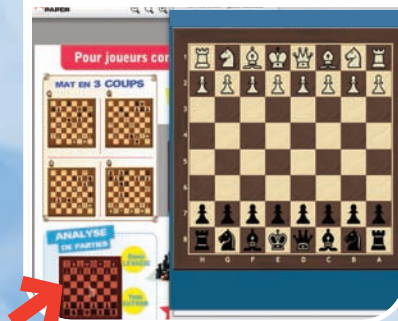 PAPER
Pour joueurs con
MAT EN 3 COUPS
ANALYSE
DE PARTIES
1
2
3
4
5
6
7
8
H G F E D C B A